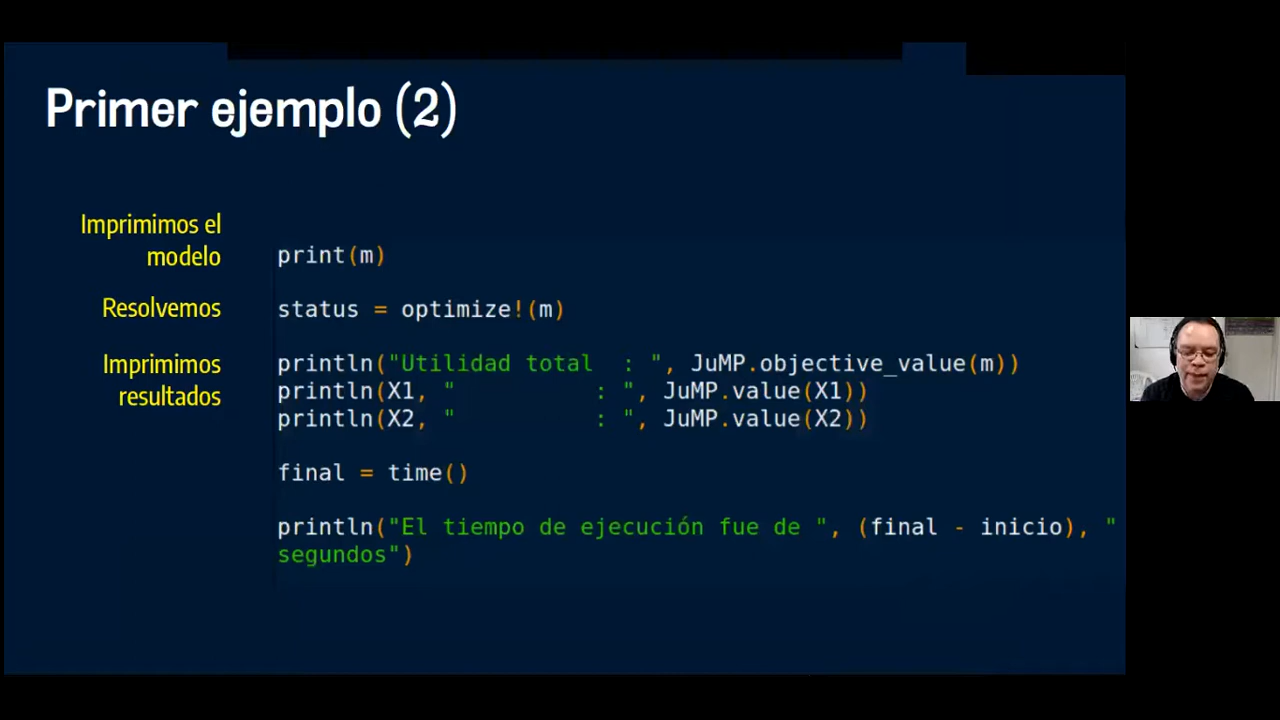 Primer ejemplo (2)
Imprimimos el
modelo
print(m)
Resolvemos
status = optimize!(m)
Imprimimos
resultados
println("Utilidad total  : ", JuMP.objective_value(m))
println(X1, "          : ", JuMP.value(X1))
println(X2, "          : ", JuMP.value(X2))
final = time()
println("El tiempo de ejecución fue de ", (final - inicio), "
segundos")